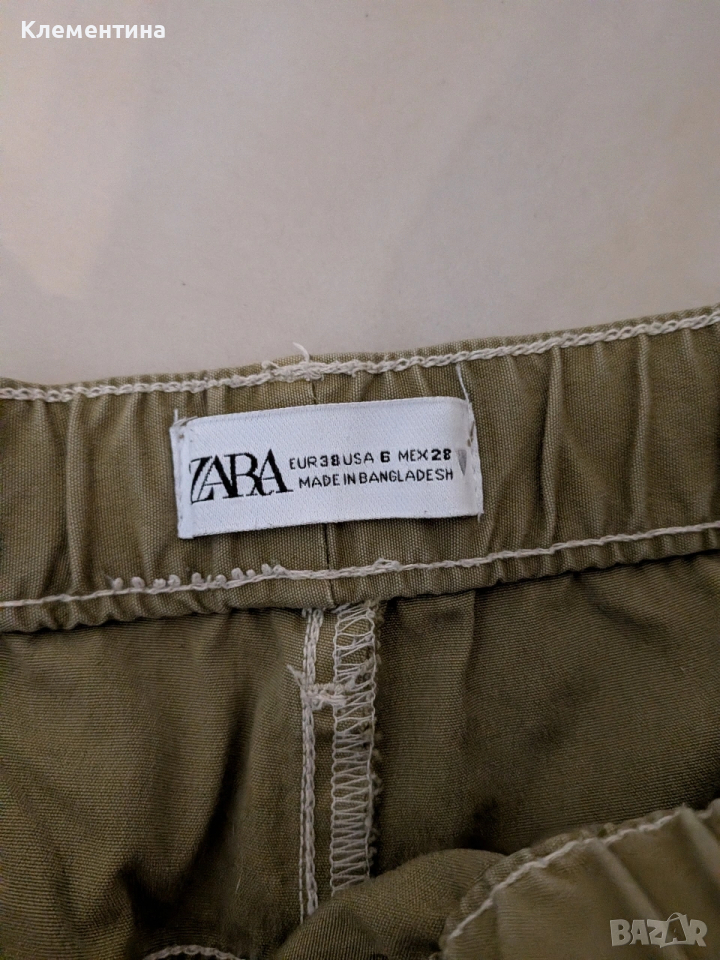 Клементина
ZARA
EUR 38 USA 6 MEX 28
MADE IN BANGLADESH
BAZAR